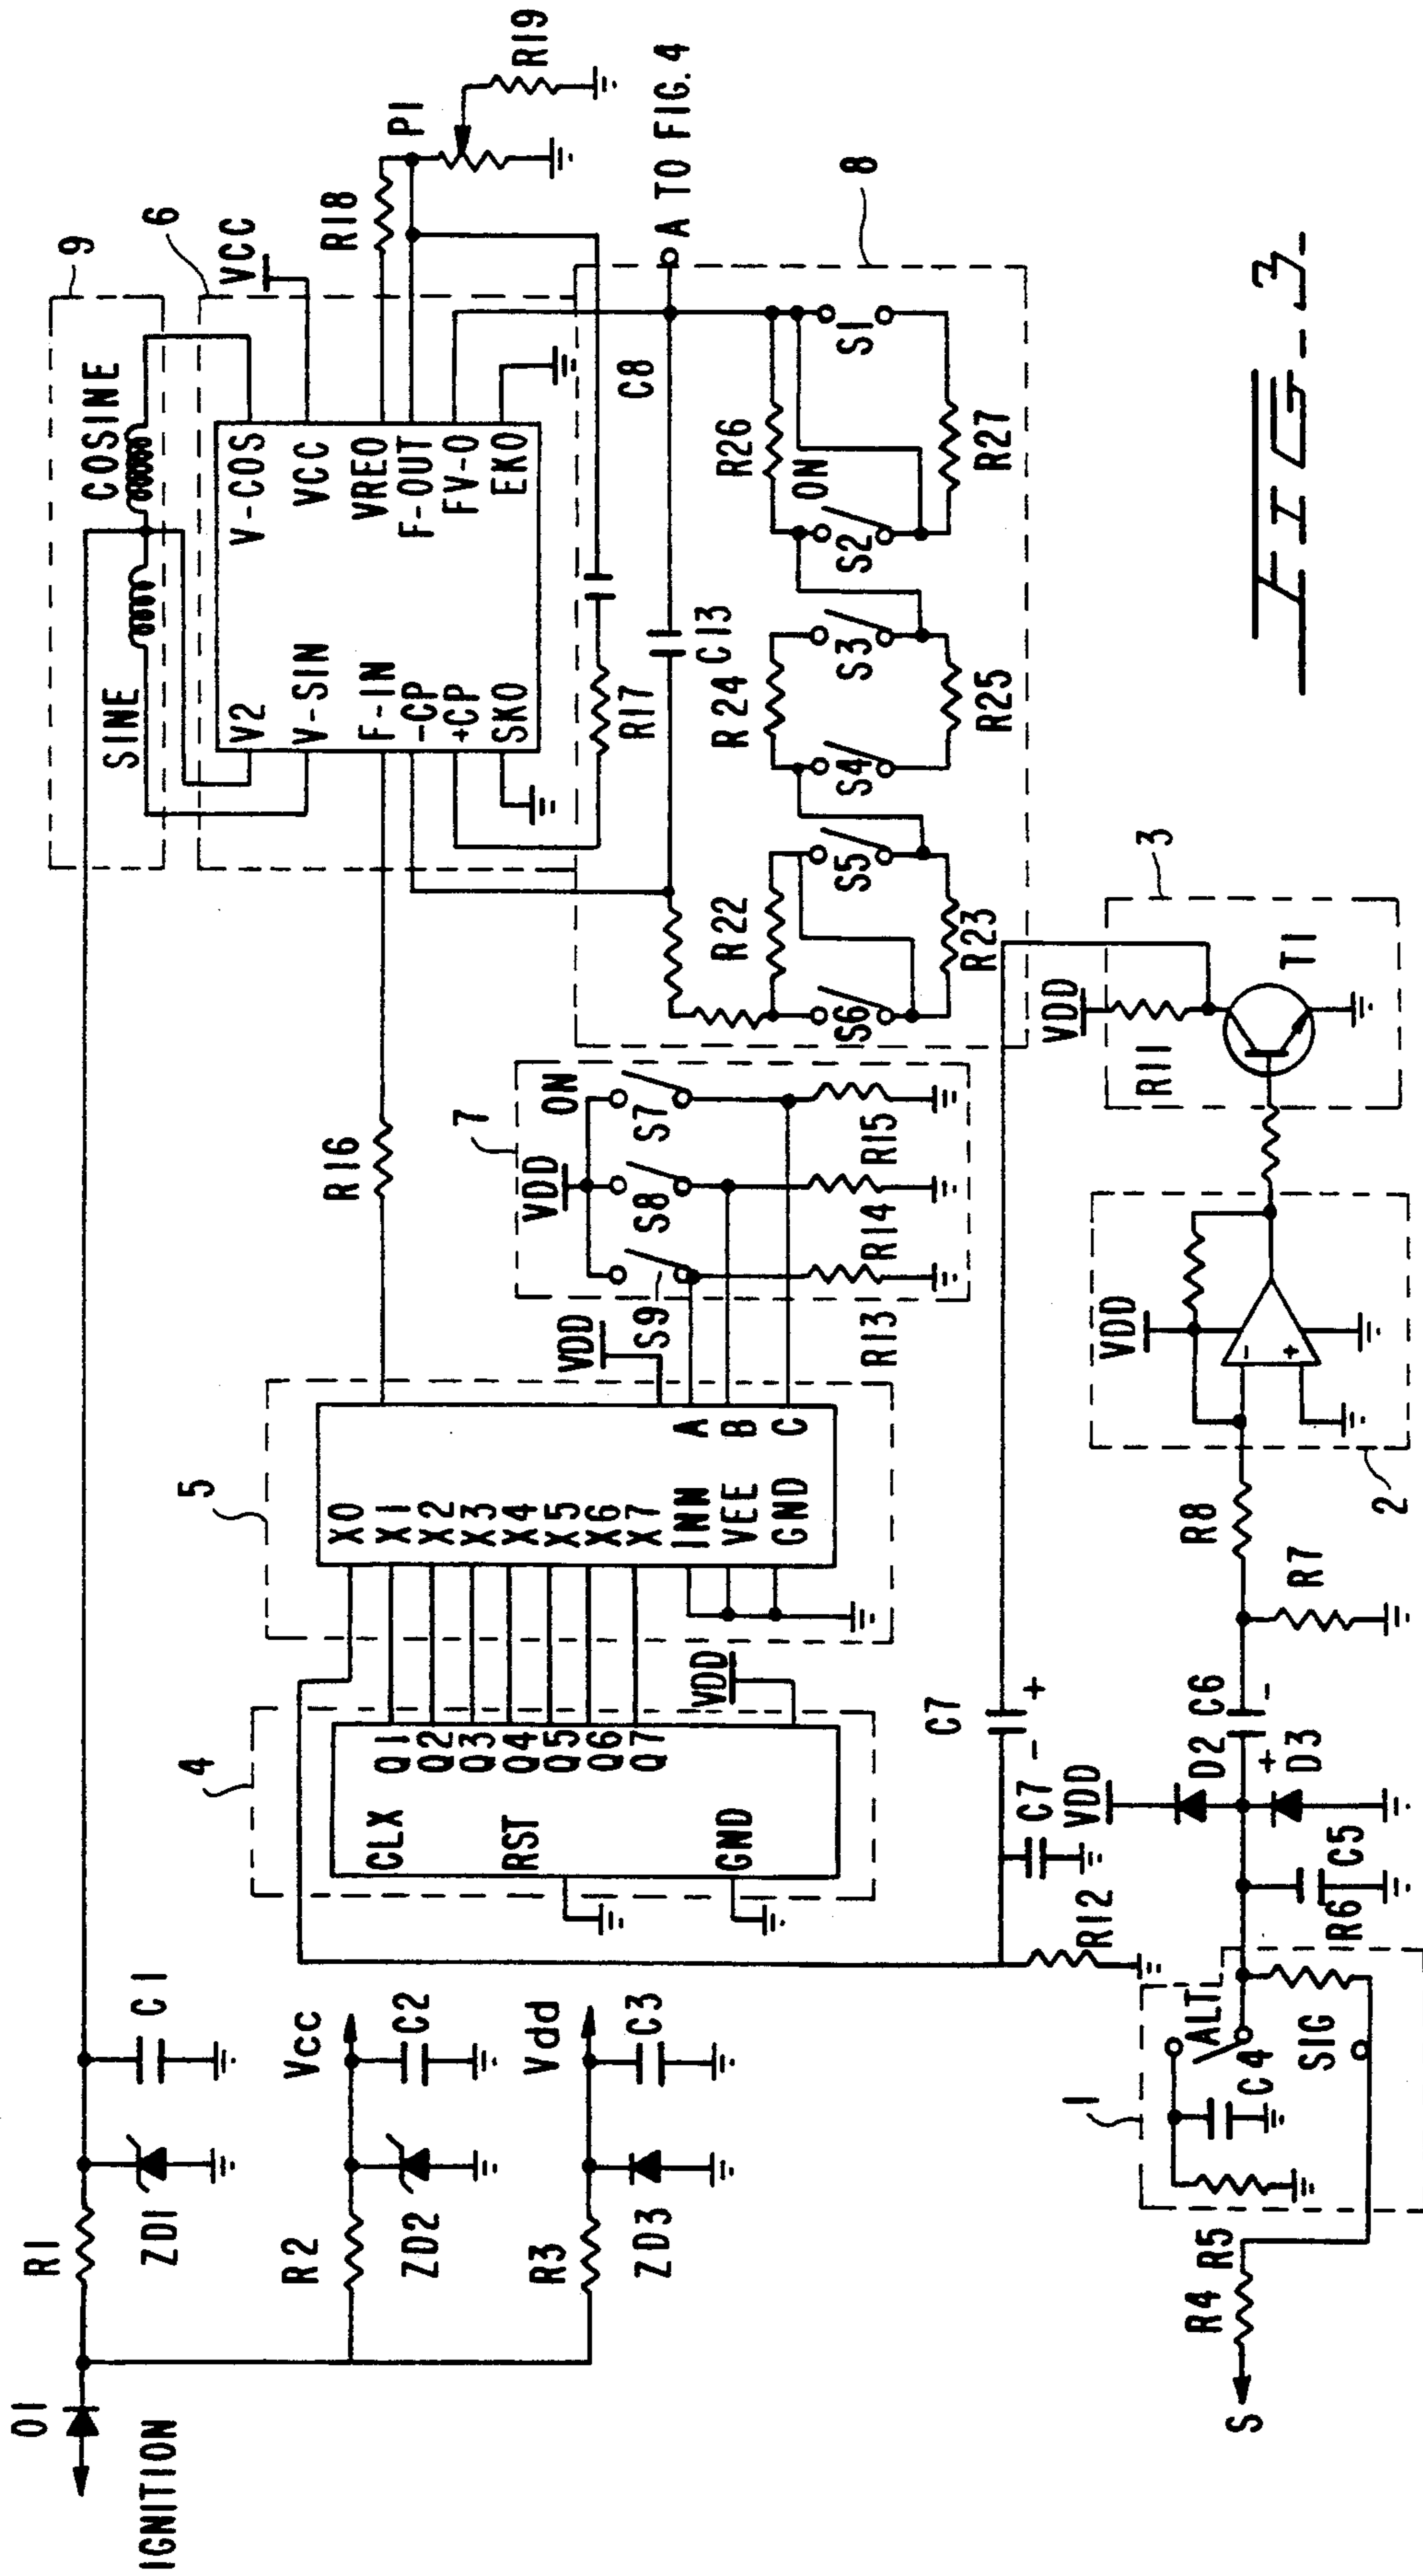 IGNITION
O1
R1
ZD1
C1
R2
ZD2
C2
Vcc
R3
ZD3
C3
Vdd
9
SINE
COSINE
6
VCC
V2
V-SIN
F-IN
-CP
+CP
SKO
V-COS
VCC
VREO
F-OUT
FV-O
EKO
R18
P1
R19
R16
R17
C8
A TO FIG. 4
8
C13
R22
R23
R24
R25
R26
R27
ON
S1
S2
S3
S4
S5
S6
4
CLX
RST
GND
Q1
Q2
Q3
Q4
Q5
Q6
Q7
VDD
5
X0
X1
X2
X3
X4
X5
X6
X7
INN
VEE
GND
A
B
C
VDD
7
VDD
ON
S9
S8
S7
R13
R14
R15
C7
- +
C7
R12
S
R4
R5
1
ALT
C4
SIG
R6
C5
VDD
D2
D3
C6
+ -
R7
R8
2
VDD
-
+
3
VDD
R11
T1
FIG-3-